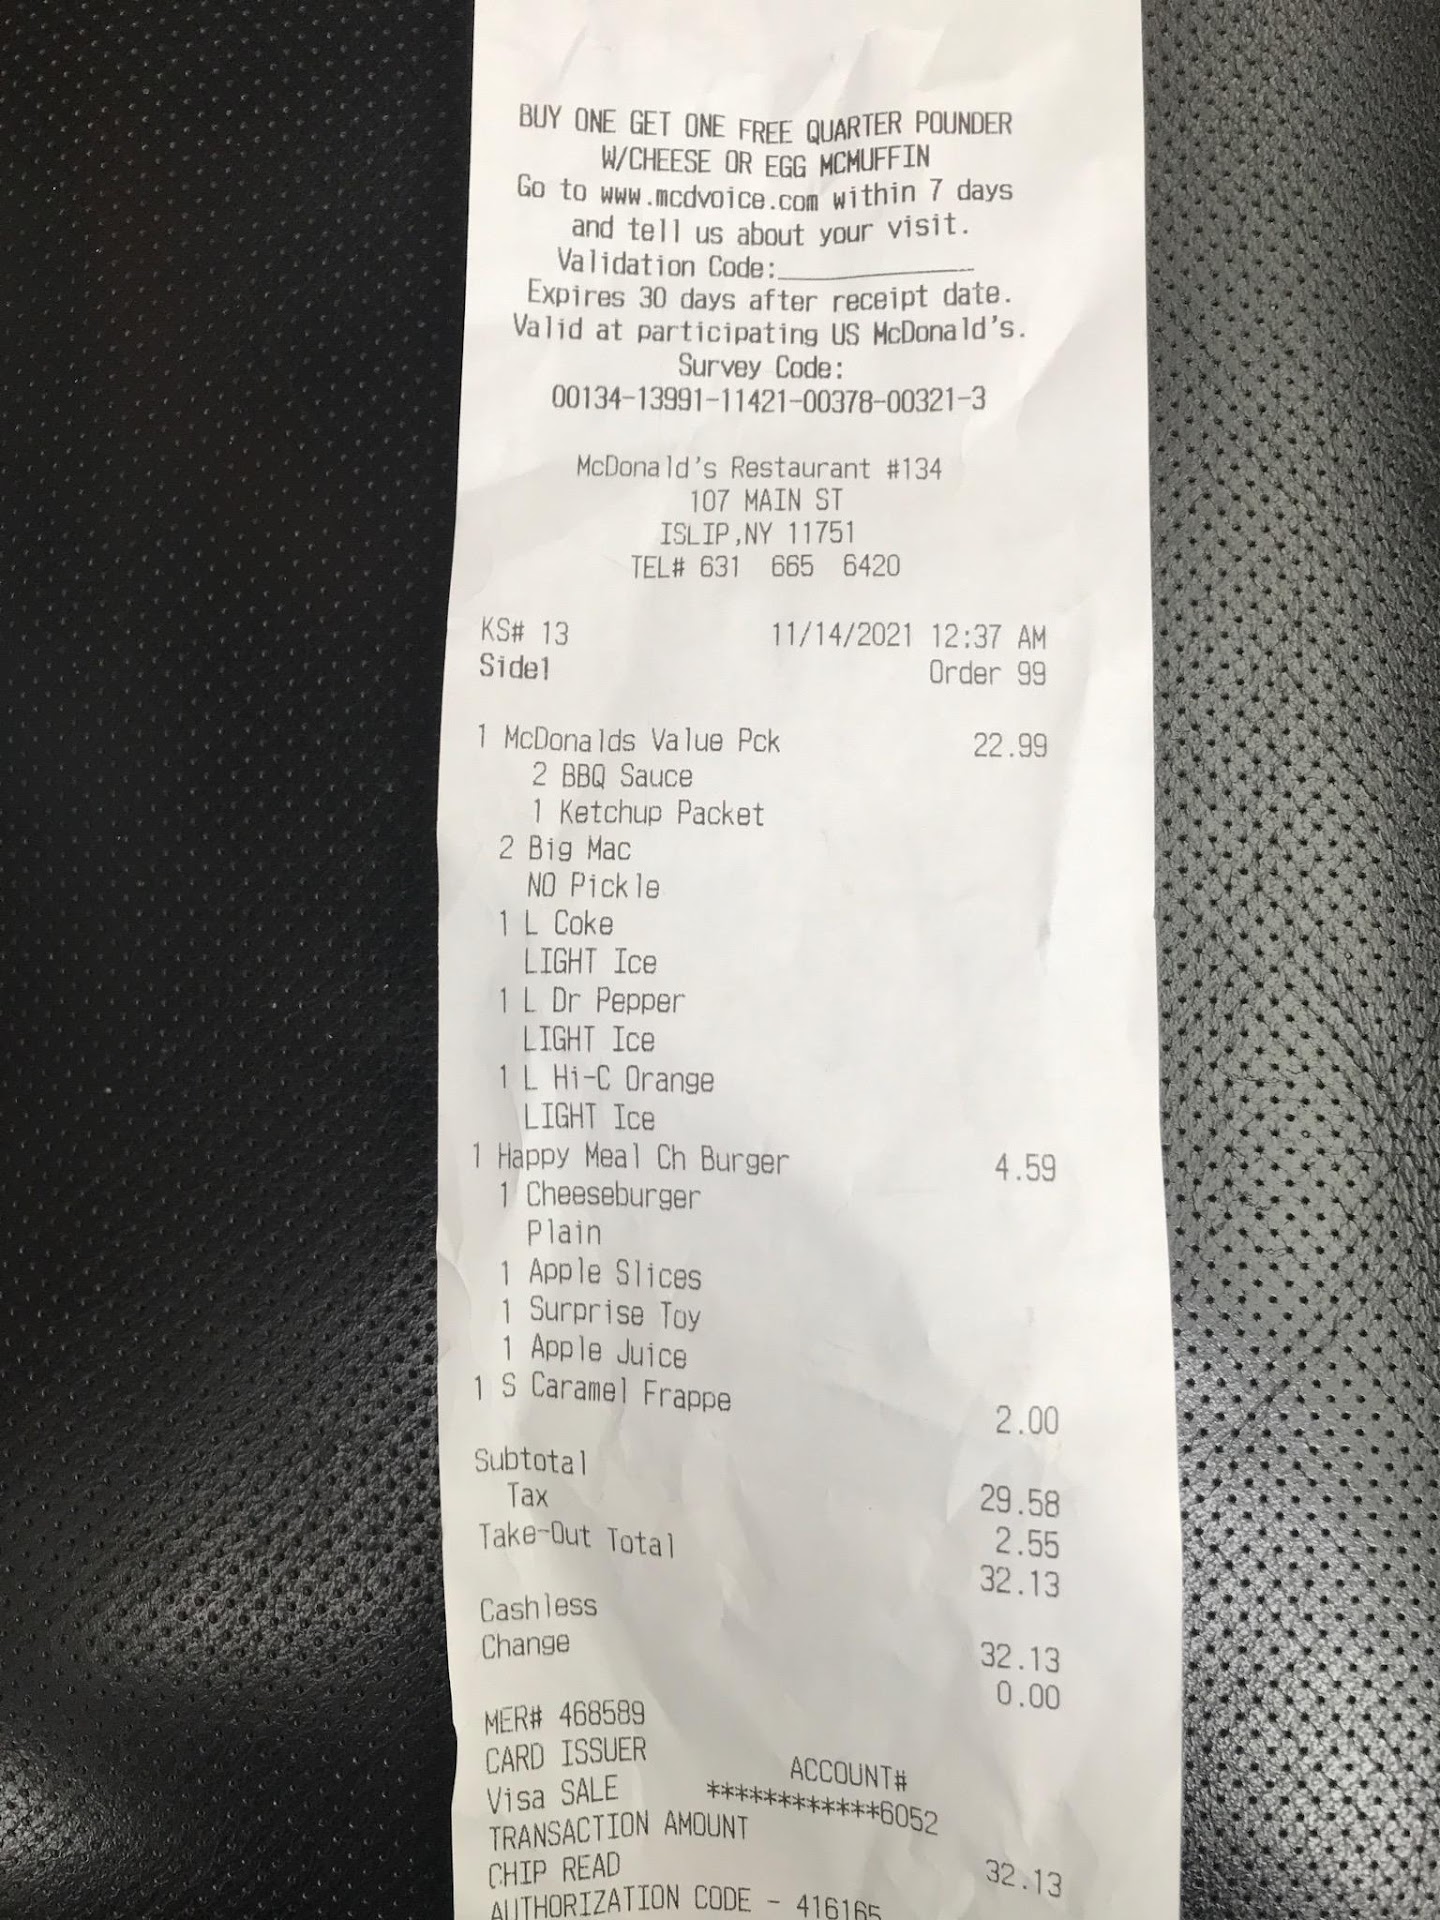 BUY ONE GET ONE FREE QUARTER POUNDER
W/CHEESE OR EGG MCMUFFIN
Go to www.mcdvoice.com within 7 days
and tell us about your visit.
Validation Code:____________
Expires 30 days after receipt date.
Valid at participating US McDonald's.
Survey Code:
00134-13991-11421-00378-00321-3
McDonald's Restaurant #134
107 MAIN ST
ISLIP,NY 11751
TEL# 631 665 6420
KS# 13 11/14/2021 12:37 AM
Side1 Order 99
1 McDonalds Value Pck 22.99
2 BBQ Sauce
1 Ketchup Packet
2 Big Mac
NO Pickle
1 L Coke
LIGHT Ice
1 L Dr Pepper
LIGHT Ice
1 L Hi-C Orange
LIGHT Ice
1 Happy Meal Ch Burger 4.59
1 Cheeseburger
Plain
1 Apple Slices
1 Surprise Toy
1 Apple Juice
1 S Caramel Frappe 2.00
Subtotal 29.58
Tax 2.55
Take-Out Total 32.13
Cashless 32.13
Change 0.00
MER# 468589
CARD ISSUER ACCOUNT#
Visa SALE ************6052
TRANSACTION AMOUNT 32.13
CHIP READ
AUTHORIZATION CODE - 416165